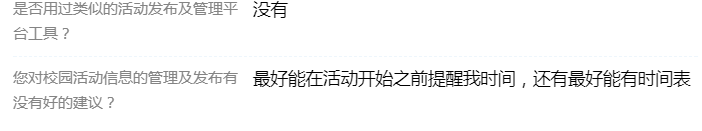 是否用过类似的活动发布及管理平 没有
台工具？
您对校园活动信息的管理及发布有 最好能在活动开始之前提醒我时间，还有最好能有时间表
没有好的建议？